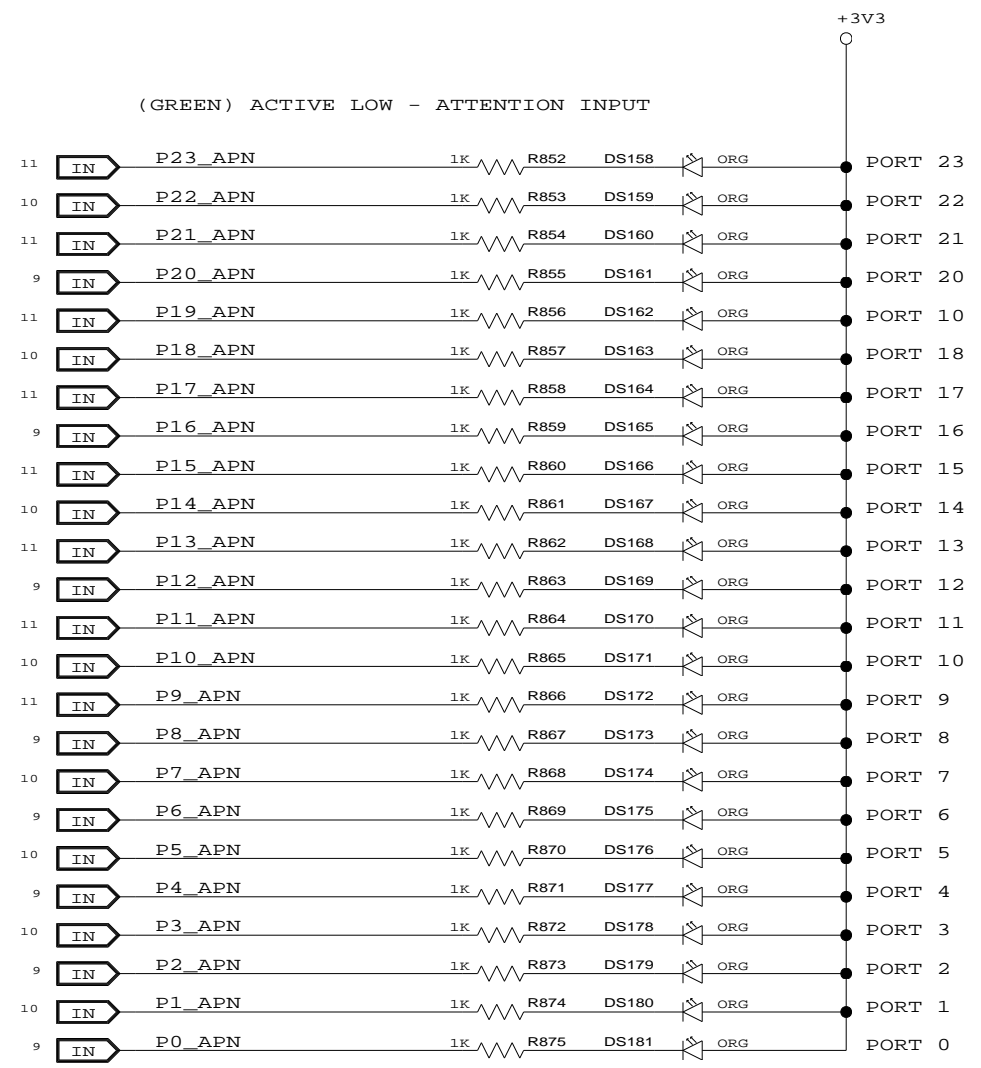 +3V3
(GREEN) ACTIVE LOW - ATTENTION INPUT
11 IN P23_APN 1K R852 DS158 ORG PORT 23
10 IN P22_APN 1K R853 DS159 ORG PORT 22
11 IN P21_APN 1K R854 DS160 ORG PORT 21
9 IN P20_APN 1K R855 DS161 ORG PORT 20
11 IN P19_APN 1K R856 DS162 ORG PORT 10
10 IN P18_APN 1K R857 DS163 ORG PORT 18
11 IN P17_APN 1K R858 DS164 ORG PORT 17
9 IN P16_APN 1K R859 DS165 ORG PORT 16
11 IN P15_APN 1K R860 DS166 ORG PORT 15
10 IN P14_APN 1K R861 DS167 ORG PORT 14
11 IN P13_APN 1K R862 DS168 ORG PORT 13
9 IN P12_APN 1K R863 DS169 ORG PORT 12
11 IN P11_APN 1K R864 DS170 ORG PORT 11
10 IN P10_APN 1K R865 DS171 ORG PORT 10
11 IN P9_APN 1K R866 DS172 ORG PORT 9
9 IN P8_APN 1K R867 DS173 ORG PORT 8
10 IN P7_APN 1K R868 DS174 ORG PORT 7
9 IN P6_APN 1K R869 DS175 ORG PORT 6
10 IN P5_APN 1K R870 DS176 ORG PORT 5
9 IN P4_APN 1K R871 DS177 ORG PORT 4
10 IN P3_APN 1K R872 DS178 ORG PORT 3
9 IN P2_APN 1K R873 DS179 ORG PORT 2
10 IN P1_APN 1K R874 DS180 ORG PORT 1
9 IN P0_APN 1K R875 DS181 ORG PORT 0